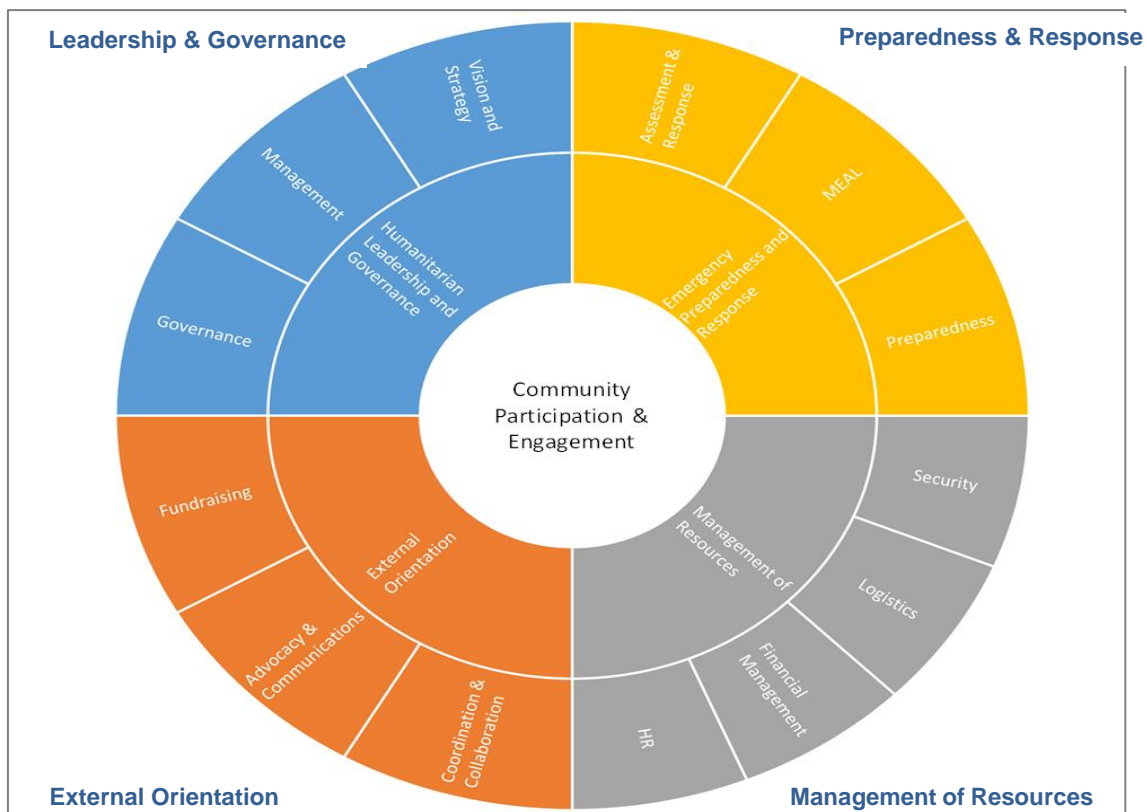 Leadership & Governance
Preparedness & Response
Vision and
Strategy
Assessment &
Response
Management
MEAL
Governance
Preparedness
Humanitarian
Leadership and
Governance
Emergency
Preparedness and
Response
Community
Participation &
Engagement
Fundraising
Security
External
Orientation
Management of
Resources
Logistics
Advocacy &
Communications
Financial
Management
Coordination &
Collaboration
HR
External Orientation
Management of Resources